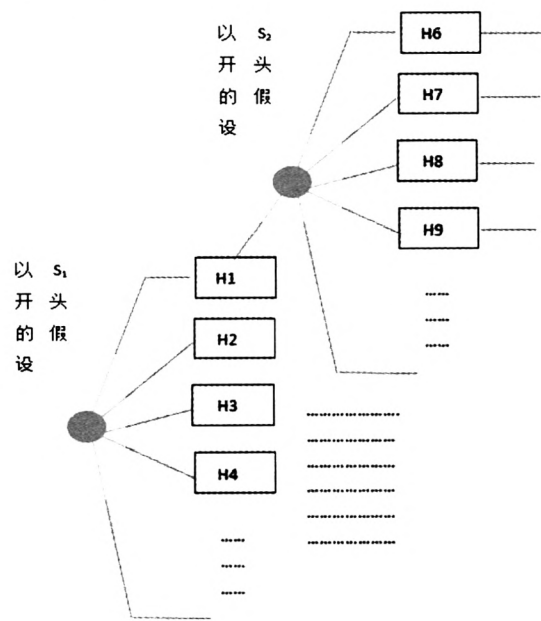 以 S₂
开 头
的 假
设
H6
H7
H8
H9
……
……
……
以 S₁
开 头
的 假
设
H1
H2
H3
H4
……
……
……
…………………
…………………
…………………
…………………
…………………
…………………